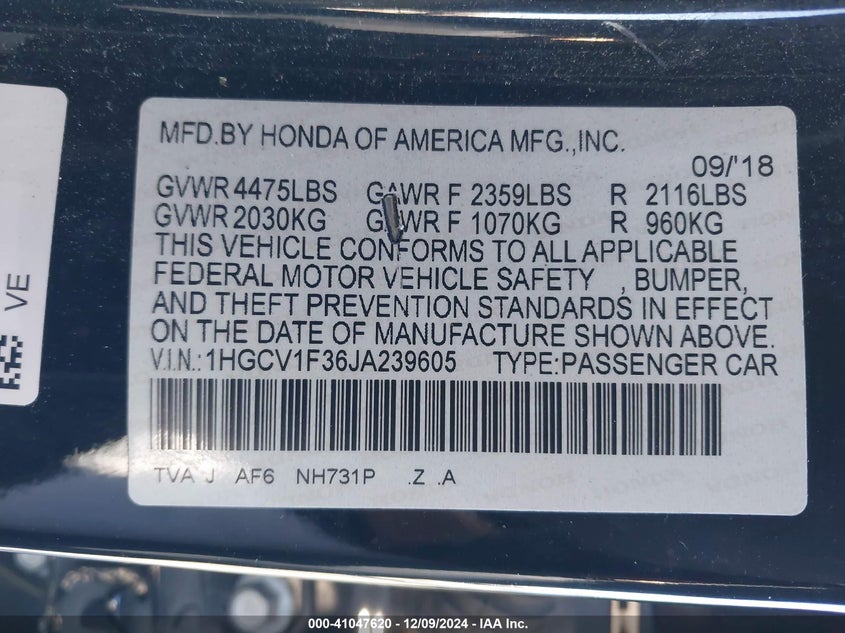 MFD.BY HONDA OF AMERICA MFG.,INC.
09/'18
GVWR 4475LBS GAWR F 2359LBS R 2116LBS
GVWR 2030KG GAWR F 1070KG R 960KG
THIS VEHICLE CONFORMS TO ALL APPLICABLE
FEDERAL MOTOR VEHICLE SAFETY , BUMPER,
AND THEFT PREVENTION STANDARDS IN EFFECT
ON THE DATE OF MANUFACTURE SHOWN ABOVE.
V.I.N.:1HGCV1F36JA239605 TYPE:PASSENGER CAR
TVA J AF6 NH731P .Z .A
VE
000-41047620 - 12/09/2024 - IAA Inc.